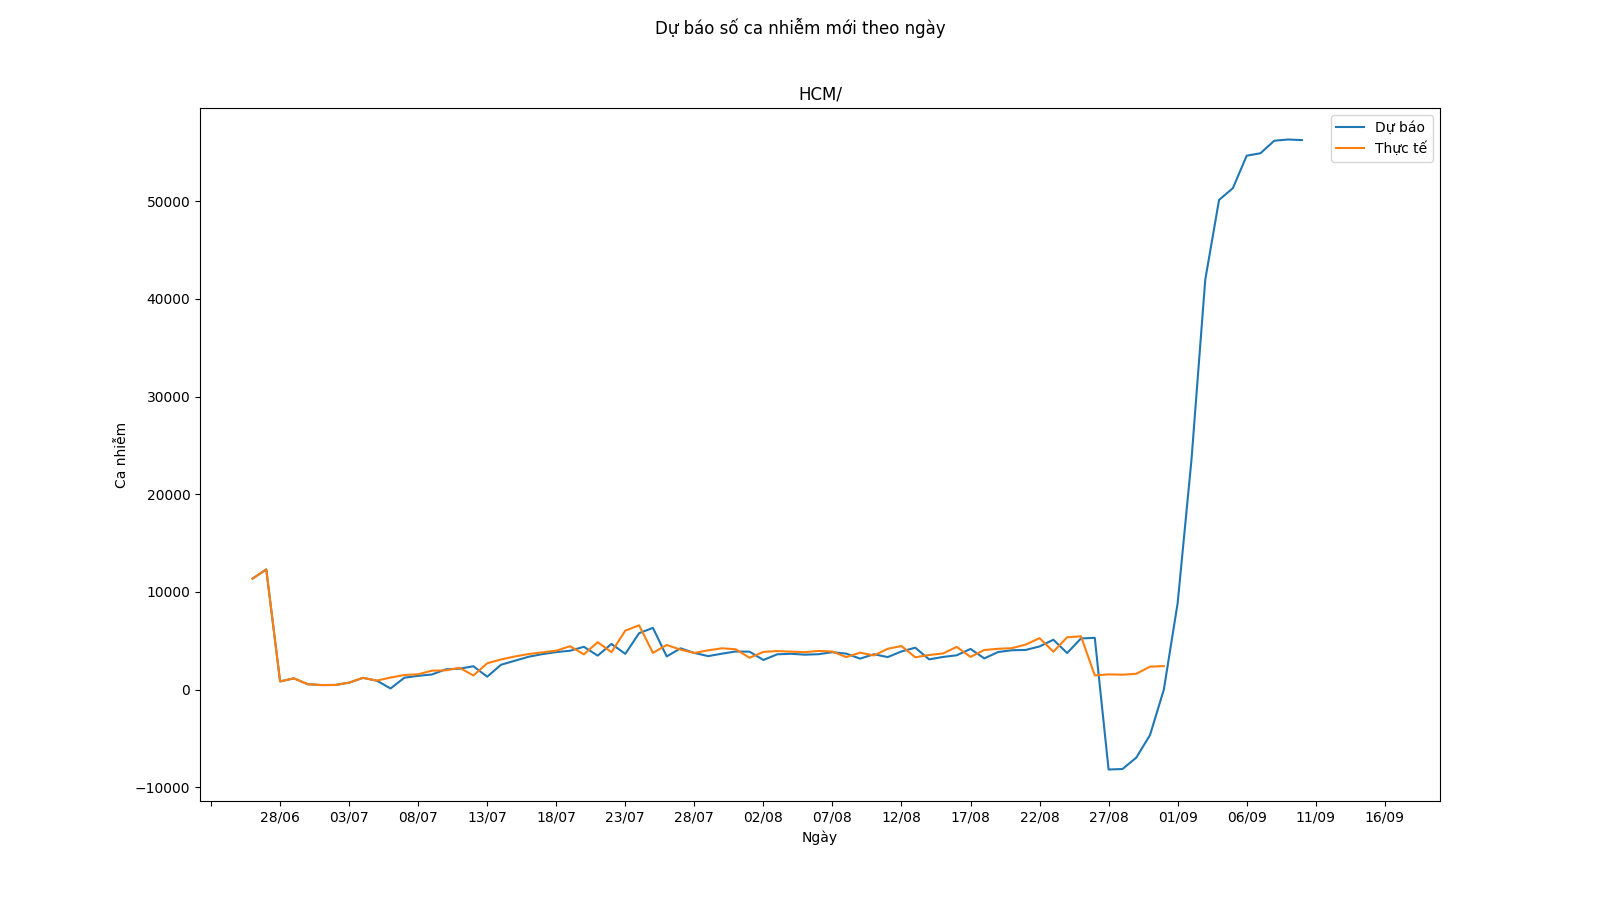 Dự báo số ca nhiễm mới theo ngày
HCM/
Dự báo
Thực tế
50000
40000
30000
20000
10000
0
−10000
Ca nhiễm
28/06 03/07 08/07 13/07 18/07 23/07 28/07 02/08 07/08 12/08 17/08 22/08 27/08 01/09 06/09 11/09 16/09
Ngày